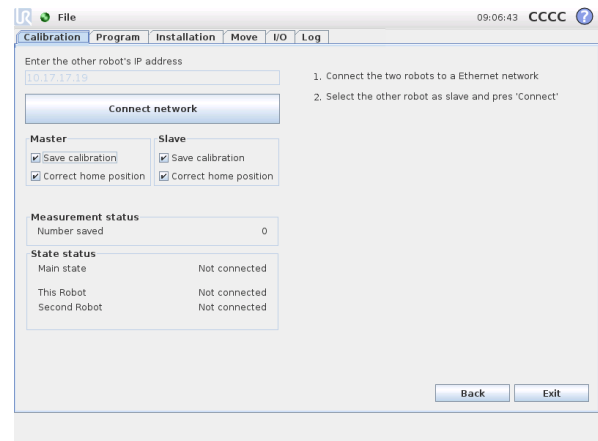 UR File 09:06:43 CCCC ?
Calibration Program Installation Move I/O Log
Enter the other robot's IP address
10.17.17.19
Connect network
1. Connect the two robots to a Ethernet network
2. Select the other robot as slave and pres 'Connect'
Master
Save calibration
Correct home position
Slave
Save calibration
Correct home position
Measurement status
Number saved 0
State status
Main state Not connected
This Robot Not connected
Second Robot Not connected
Back Exit